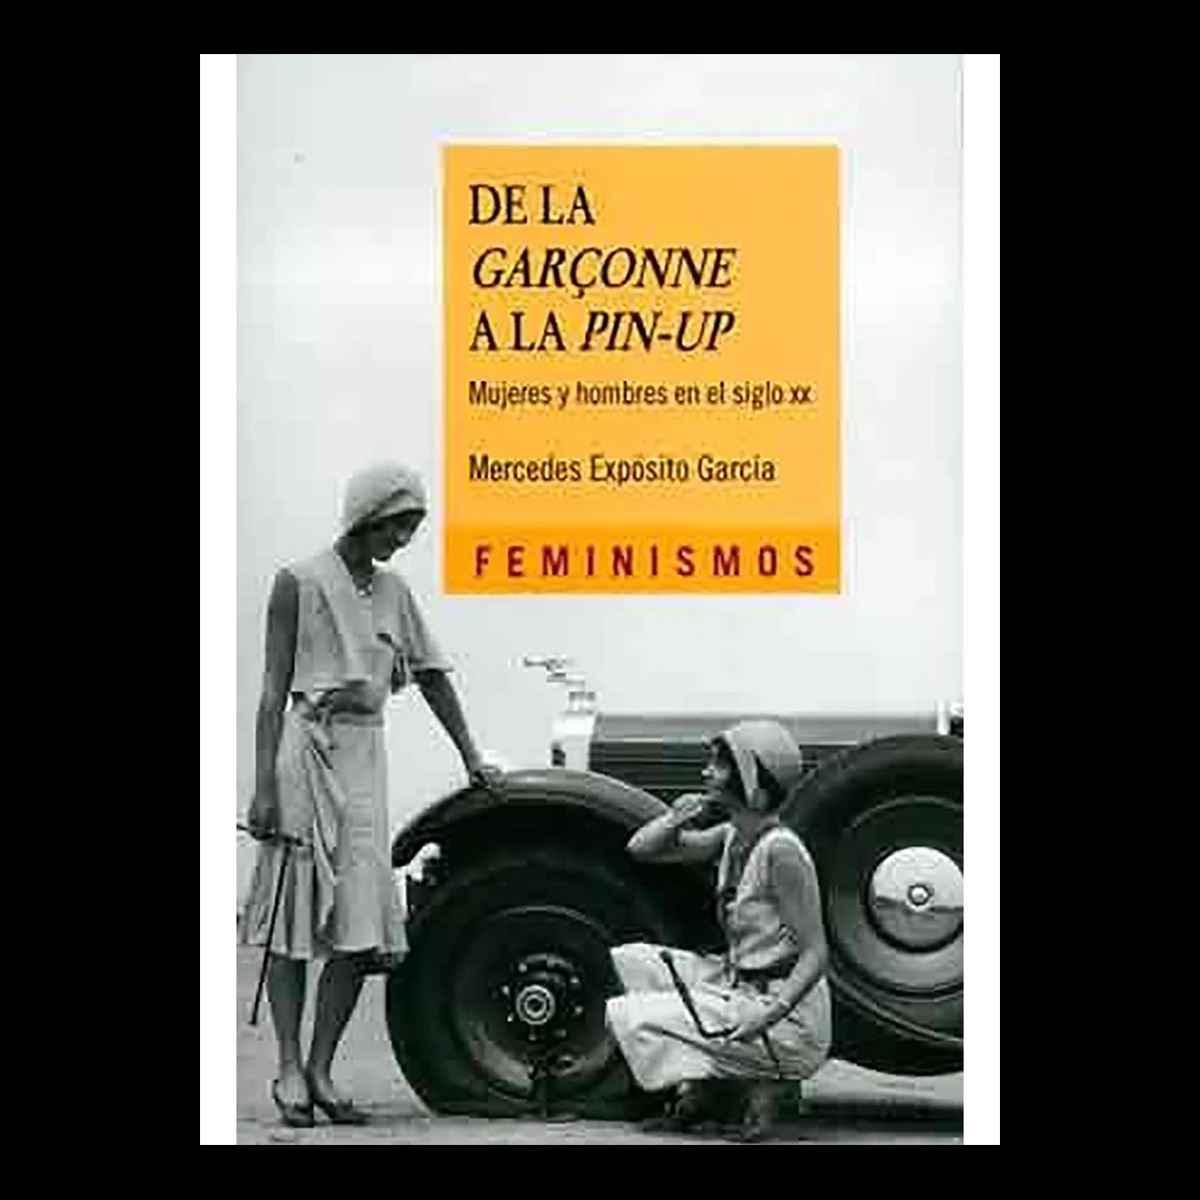 DE LA
GARÇONNE
A LA PIN-UP
Mujeres y hombres en el siglo XX
Mercedes Expósito García
FEMINISMOS